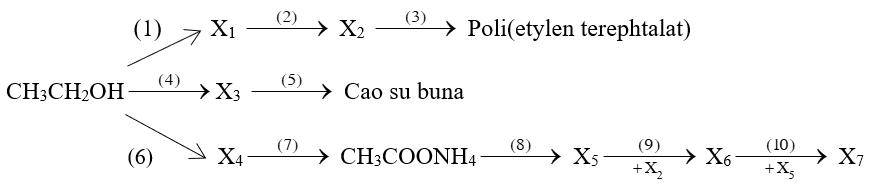 (1) X₁ (2) X₂ (3) Poli(etylen terephtalat)
CH₃CH₂OH (4) X₃ (5) Cao su buna
(6) X₄ (7) CH₃COONH₄ (8) X₅ (9) +X₂ X₆ (10) +X₅ X₇